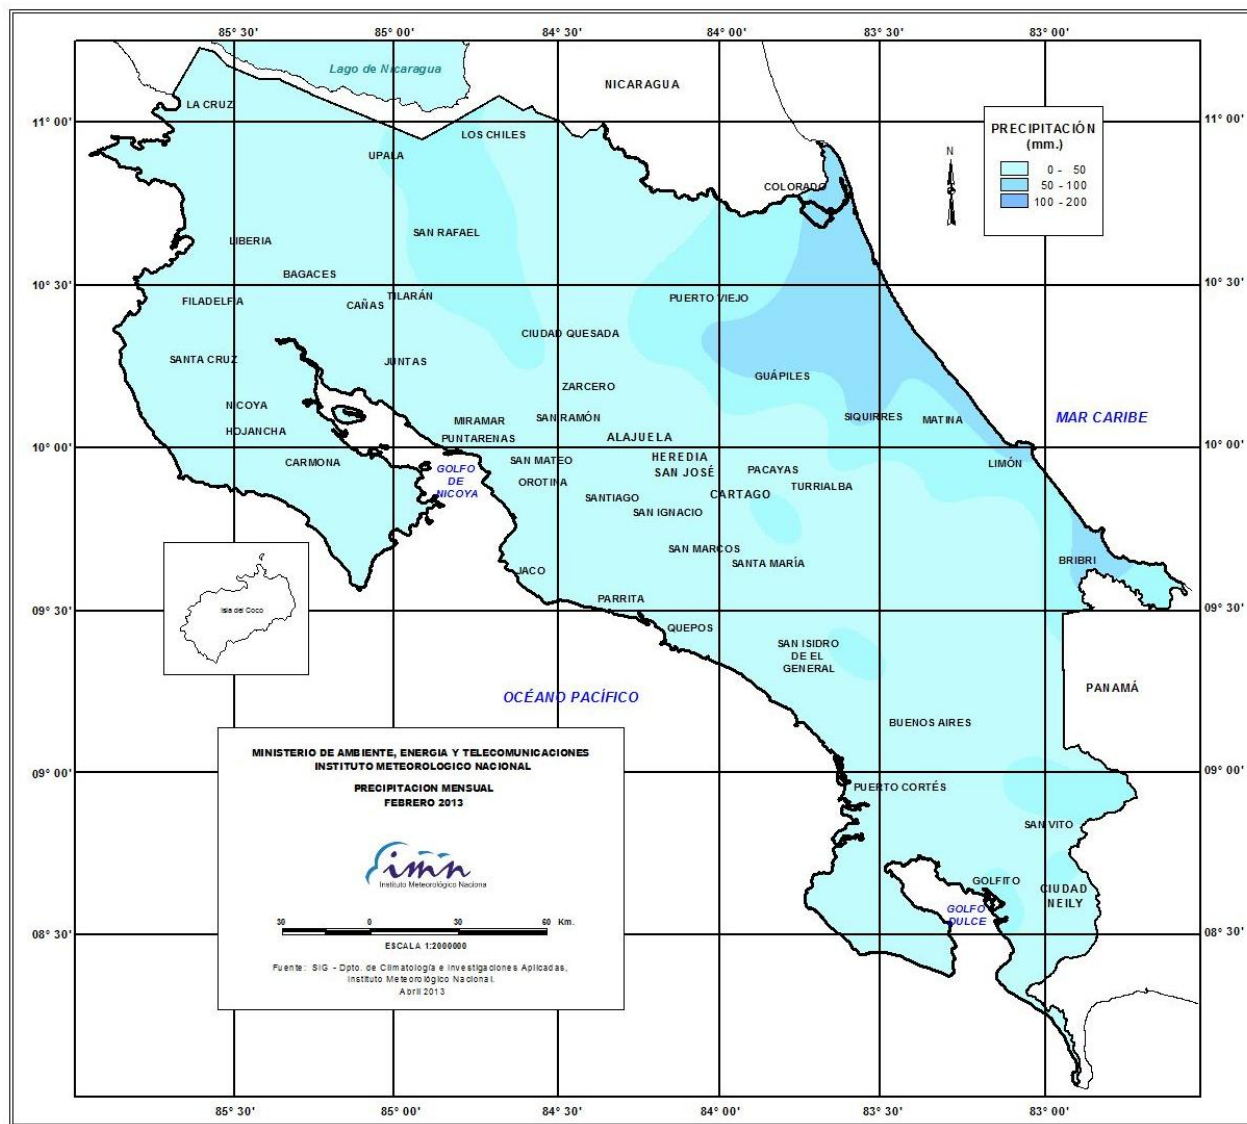 85° 30'
85° 00'
84° 30'
84° 00'
83° 30'
83° 00'
Lago de Nicaragua
NICARAGUA
LA CRUZ
11° 00'
11° 00'
LOS CHILES
UPALA
PRECIPITACIÓN
(mm.)
0 - 50
50 - 100
100 - 200
N
COLORADO
LIBERIA
SAN RAFAEL
BAGACES
10° 30'
10° 30'
FILADELFIA
CAÑAS
TILARÁN
PUERTO VIEJO
CIUDAD QUESADA
SANTA CRUZ
JUNTAS
GUÁPILES
ZARCERO
NICOYA
MIRAMAR
SAN RAMÓN
SIQUIRRES
MATINA
MAR CARIBE
HOJANCHA
PUNTARENAS
ALAJUELA
10° 00'
10° 00'
CARMONA
GOLFO
DE
NICOYA
SAN MATEO
HEREDIA
SAN JOSÉ
PACAYAS
LIMÓN
OROTINA
TURRIALBA
SANTIAGO
CARTAGO
SAN IGNACIO
SAN MARCOS
SANTA MARÍA
BRIBRI
JACO
PARRITA
Isla del Coco
09° 30'
09° 30'
QUEPOS
SAN ISIDRO
DE EL
GENERAL
PANAMÁ
OCÉANO PACÍFICO
BUENOS AIRES
MINISTERIO DE AMBIENTE, ENERGIA Y TELECOMUNICACIONES
INSTITUTO METEOROLOGICO NACIONAL
PRECIPITACION MENSUAL
FEBRERO 2013
09° 00'
09° 00'
PUERTO CORTÉS
SAN VITO
imn
Instituto Meteorológico Naciona
GOLFITO
CIUDAD
NEILY
GOLFO
DULCE
30 0 30 60 Km.
ESCALA 1:2000000
08° 30'
08° 30'
Fuente: SIG - Dpto. de Climatología e Investigaciones Aplicadas.
Instituto Meteorológico Nacional.
Abril 2013
85° 30'
85° 00'
84° 30'
84° 00'
83° 30'
83° 00'